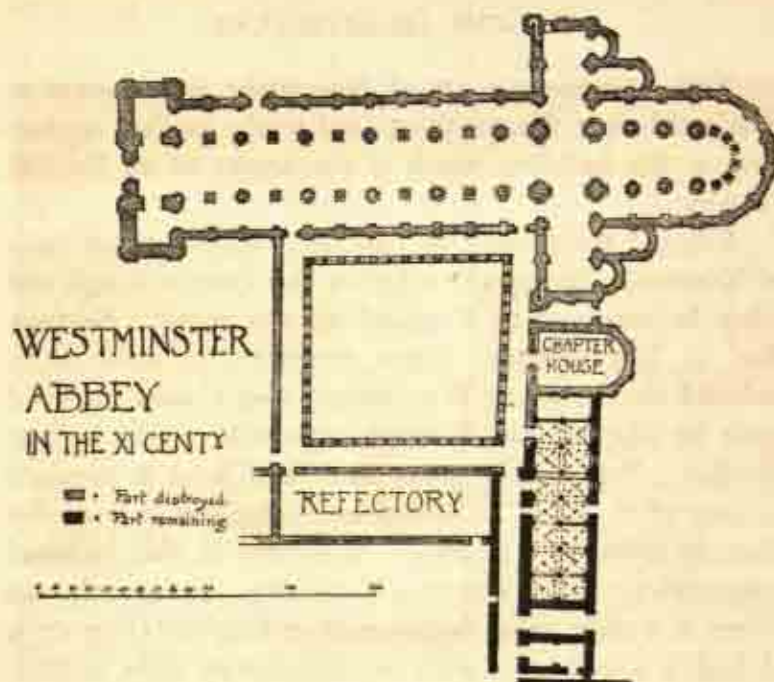 WESTMINSTER
ABBEY
IN THE XI CENTY
Part destroyed.
Part remaining.
CHAPTER
HOUSE
REFECTORY